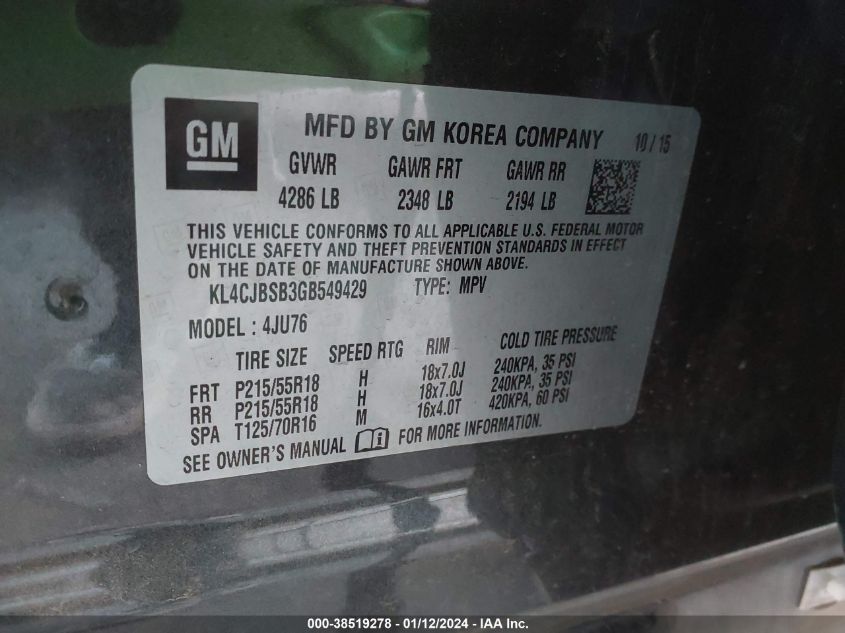 GM
MFD BY GM KOREA COMPANY 10 / 15
GVWR GAWR FRT GAWR RR
4286 LB 2348 LB 2194 LB
THIS VEHICLE CONFORMS TO ALL APPLICABLE U.S. FEDERAL MOTOR
VEHICLE SAFETY AND THEFT PREVENTION STANDARDS IN EFFECT
ON THE DATE OF MANUFACTURE SHOWN ABOVE.
KL4CJBSB3GB549429 TYPE: MPV
MODEL : 4JU76
TIRE SIZE SPEED RTG RIM COLD TIRE PRESSURE
FRT P215/55R18 H 18x7.0J 240KPA, 35 PSI
RR P215/55R18 H 18x7.0J 240KPA, 35 PSI
SPA T125/70R16 M 16x4.0T 420KPA, 60 PSI
SEE OWNER'S MANUAL FOR MORE INFORMATION.
000-38519278 - 01/12/2024 - IAA Inc.